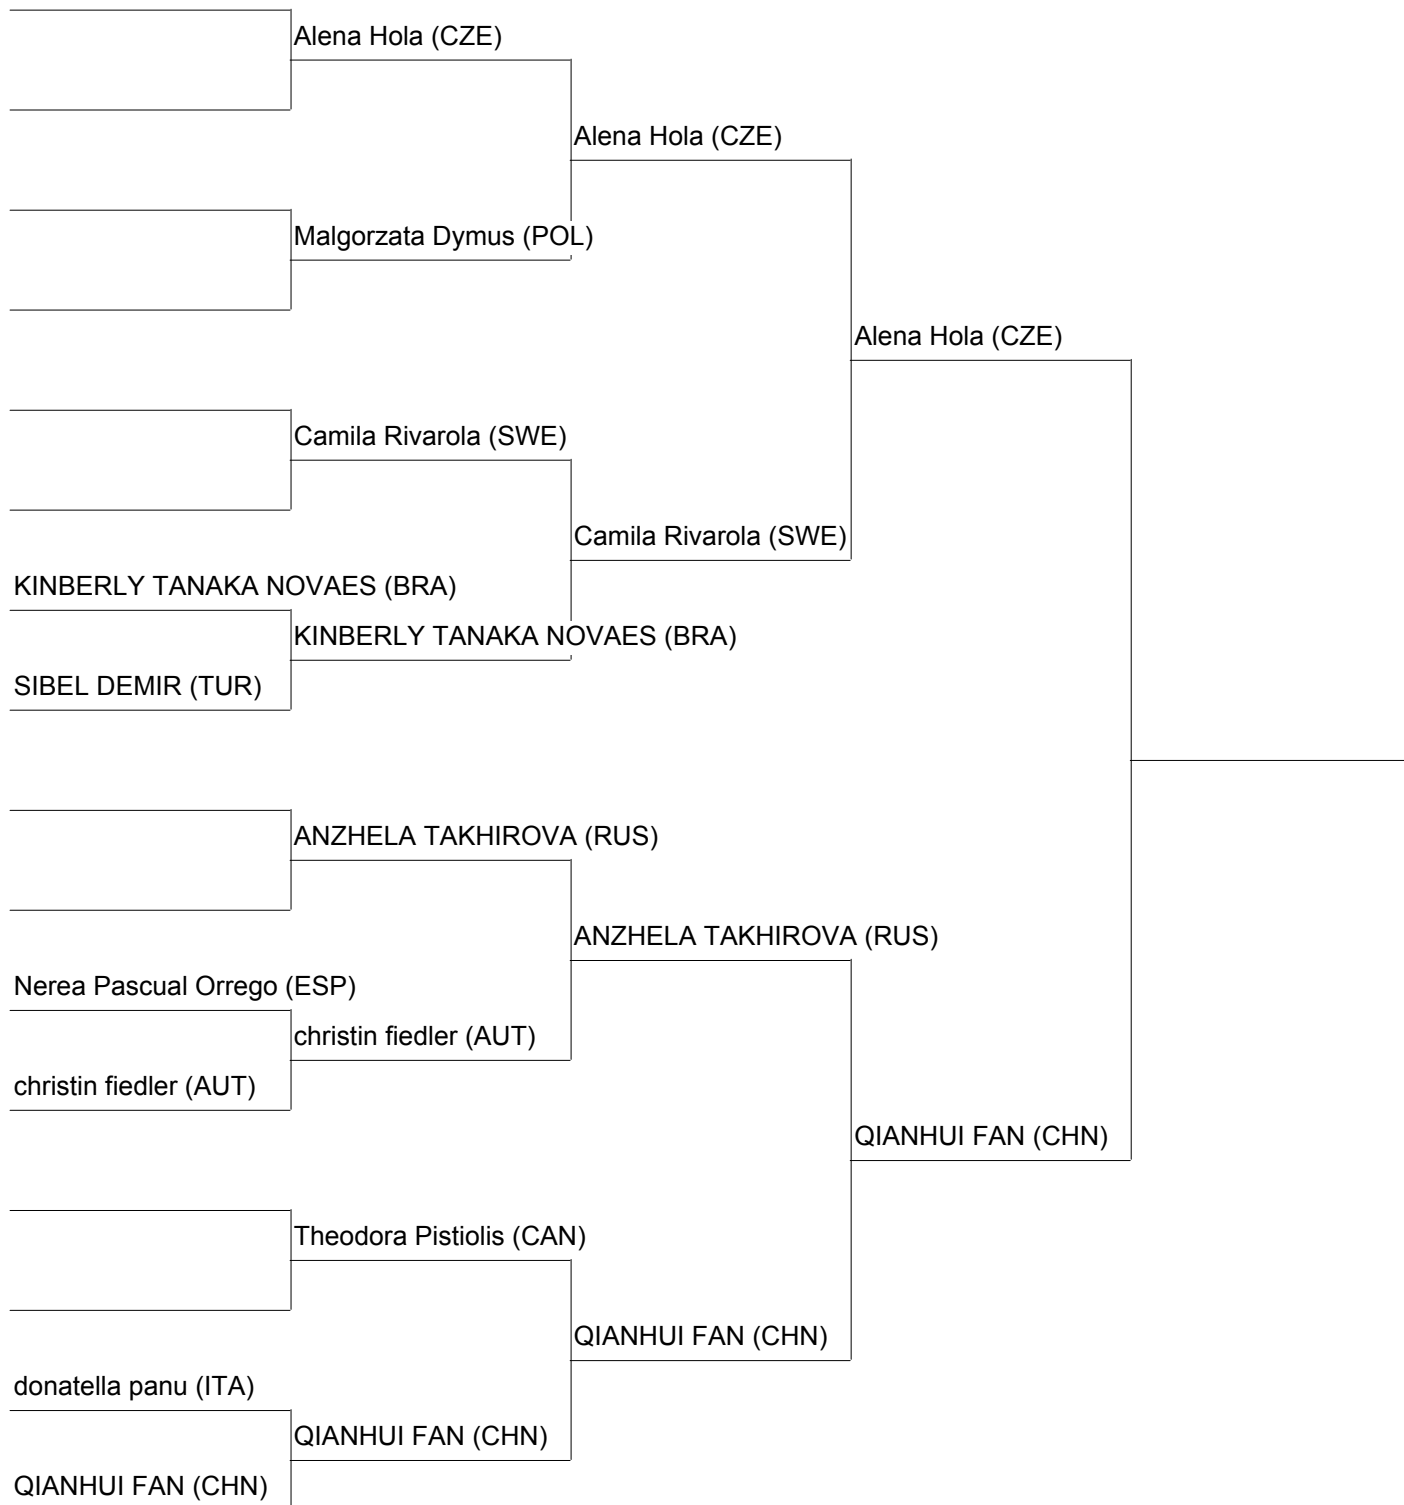 Alena Hola (CZE)
Alena Hola (CZE)
Malgorzata Dymus (POL)
Alena Hola (CZE)
Camila Rivarola (SWE)
Camila Rivarola (SWE)
KINBERLY TANAKA NOVAES (BRA)
KINBERLY TANAKA NOVAES (BRA)
SIBEL DEMIR (TUR)
ANZHELA TAKHIROVA (RUS)
ANZHELA TAKHIROVA (RUS)
Nerea Pascual Orrego (ESP)
christin fiedler (AUT)
christin fiedler (AUT)
QIANHUI FAN (CHN)
Theodora Pistiolis (CAN)
QIANHUI FAN (CHN)
donatella panu (ITA)
QIANHUI FAN (CHN)
QIANHUI FAN (CHN)